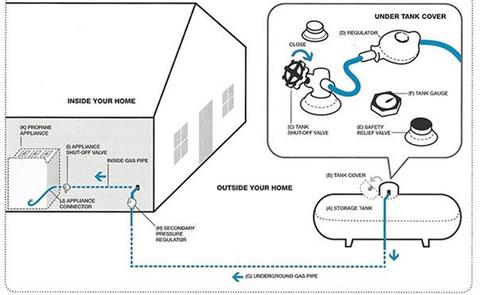 UNDER TANK COVER
(D) REGULATOR
CLOSE
(F) TANK GAUGE
(C) TANK
SHUT-OFF VALVE
(E) SAFETY
RELIEF VALVE
INSIDE YOUR HOME
(K) PROPANE
APPLIANCE
(I) APPLIANCE
SHUT-OFF VALVE
INSIDE GAS PIPE
(J) APPLIANCE
CONNECTOR
(H) SECONDARY
PRESSURE
REGULATOR
OUTSIDE YOUR HOME
(B) TANK COVER
(A) STORAGE TANK
(G) UNDERGROUND GAS PIPE